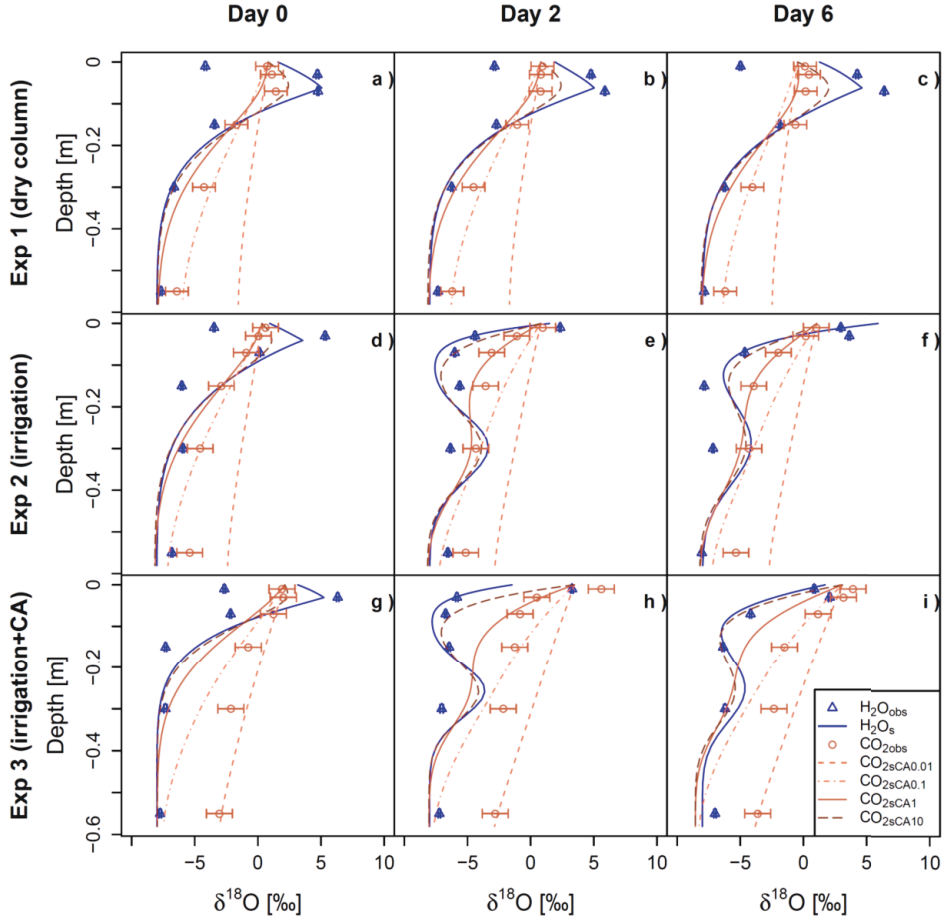 Day 0 Day 2 Day 6
Exp 1 (dry column)
Depth [m]
0
−0.2
−0.4
a )
b )
c )
Exp 2 (irrigation)
Depth [m]
0
−0.2
−0.4
d )
e )
f )
Exp 3 (irrigation+CA)
Depth [m]
0
−0.2
−0.4
−0.6
g )
h )
i )
H2Oobs
H2Os
CO2obs
CO2sCA0.01
CO2sCA0.1
CO2sCA1
CO2sCA10
−5 0 5 10 −5 0 5 10 −5 0 5 10
δ18O [‰] δ18O [‰] δ18O [‰]